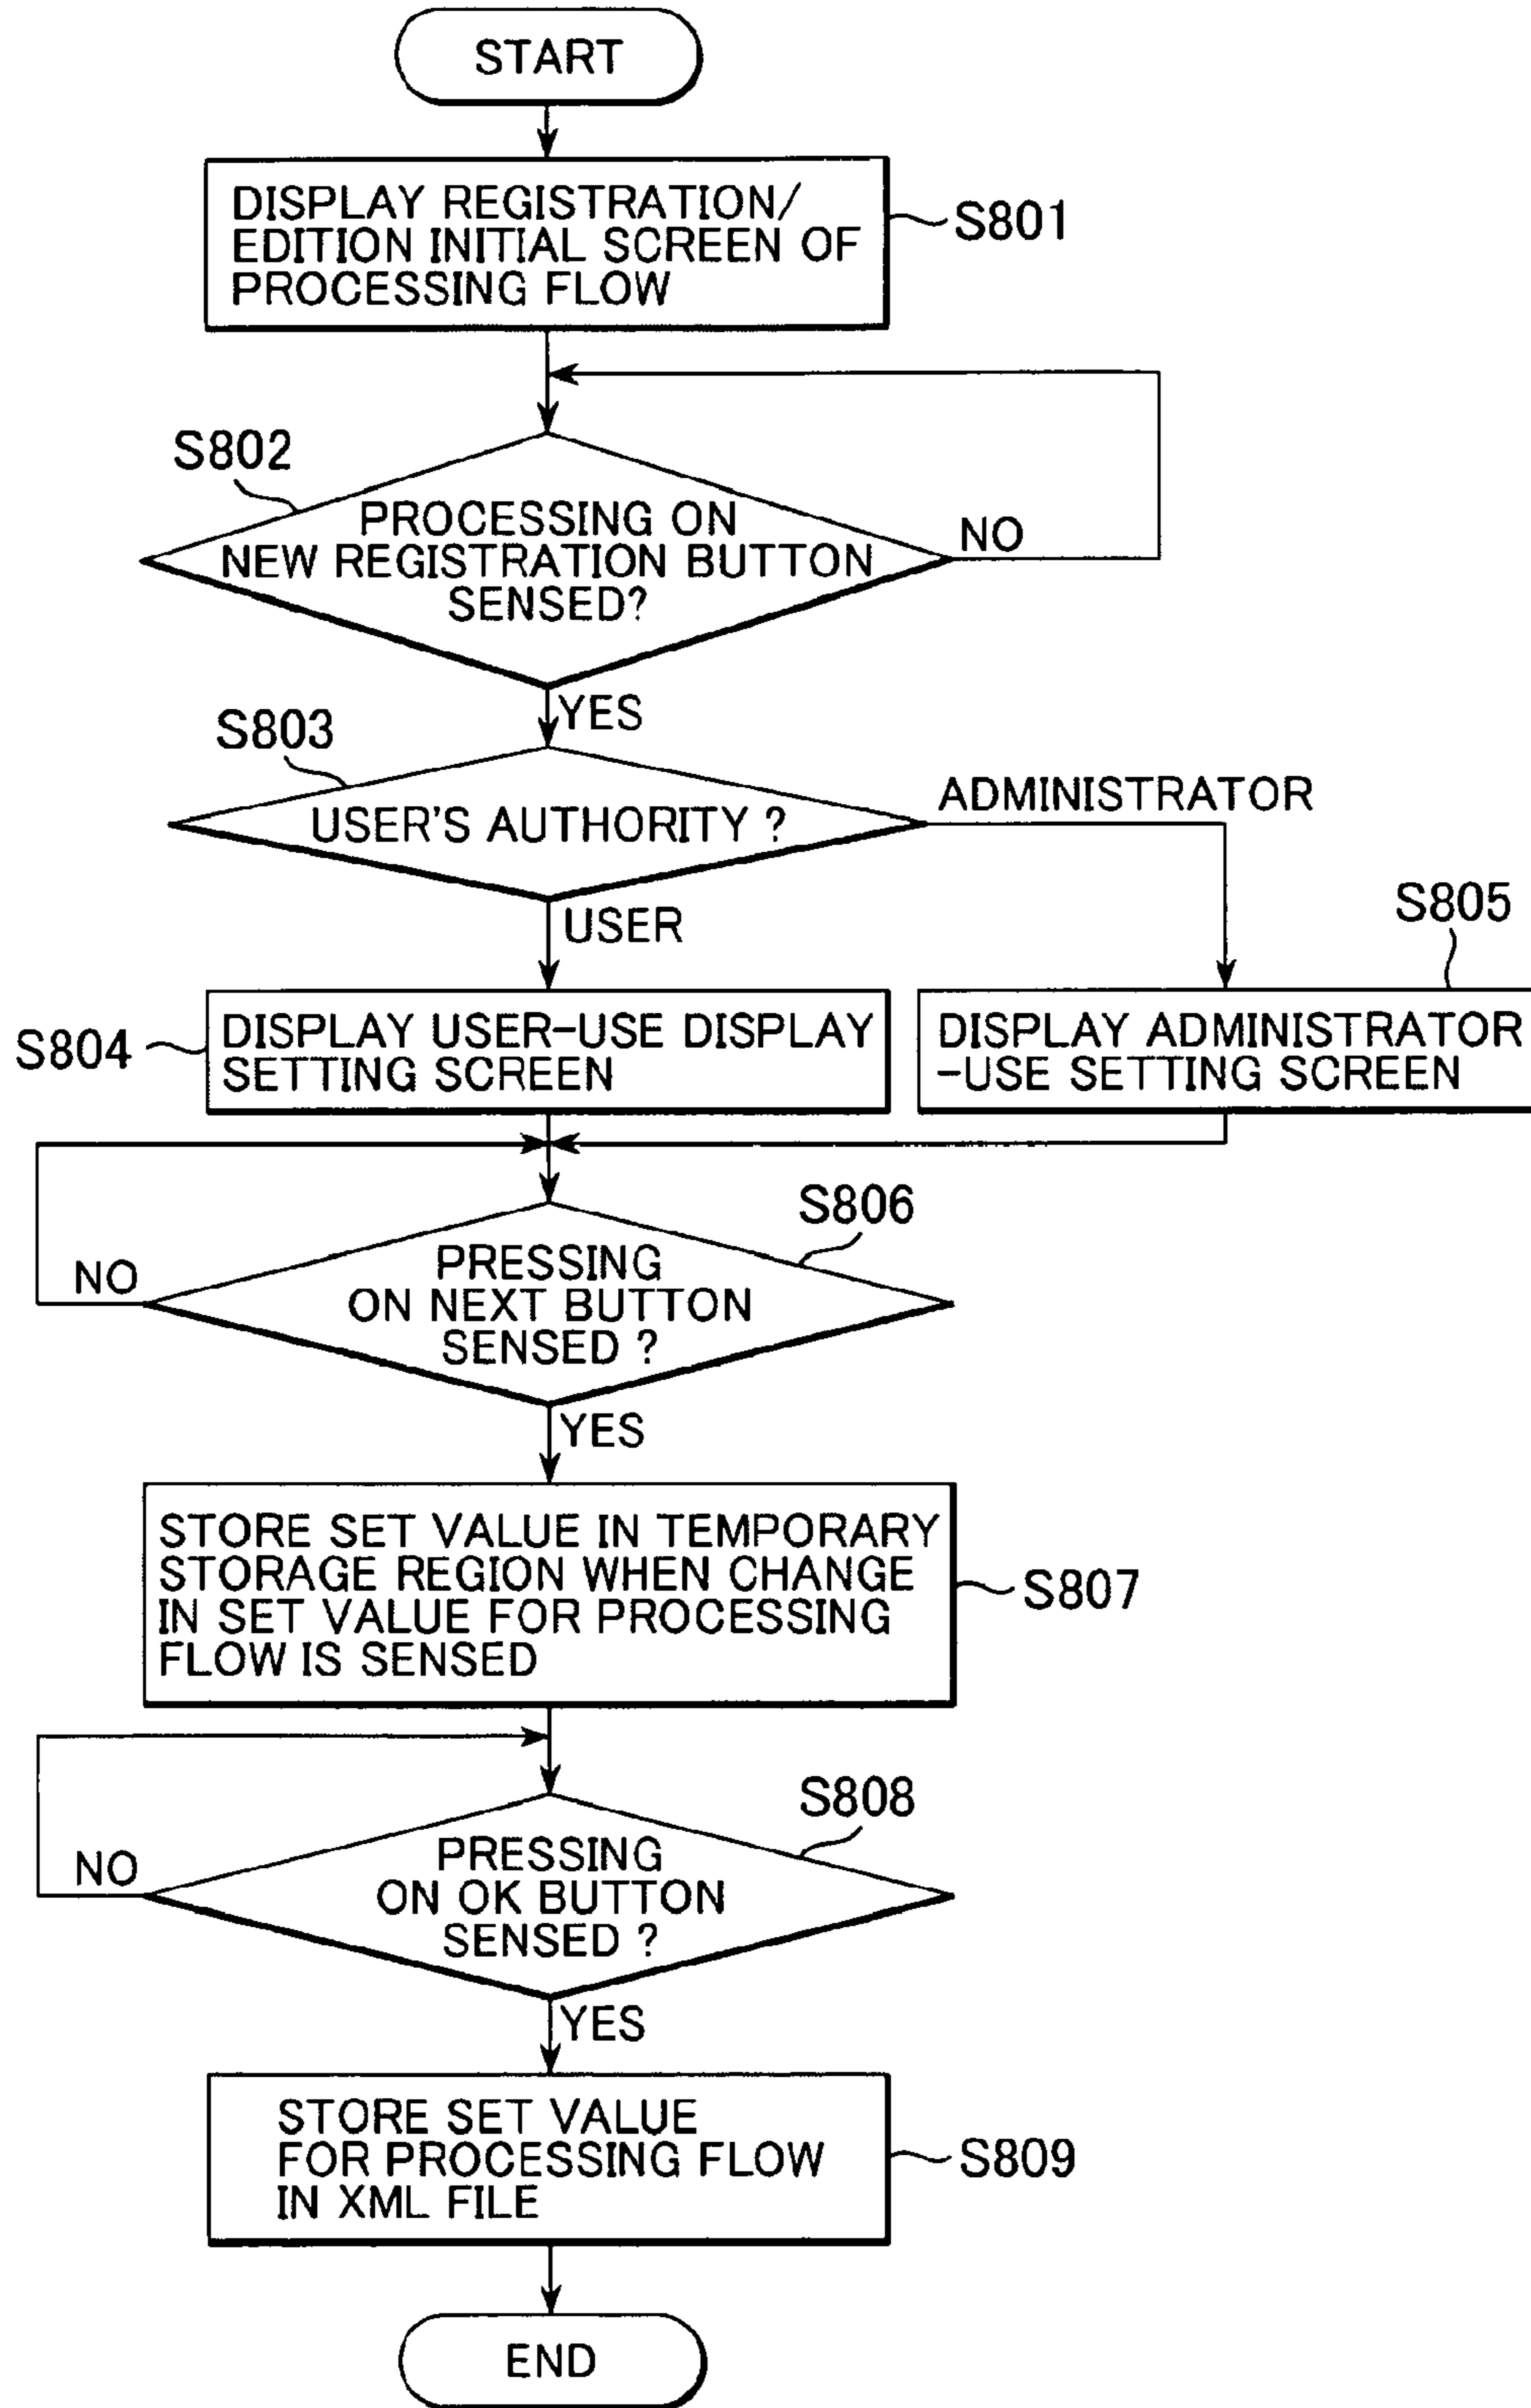 START
DISPLAY REGISTRATION/
EDITION INITIAL SCREEN OF
PROCESSING FLOW
S801
S802
PROCESSING ON
NEW REGISTRATION BUTTON
SENSED?
NO
YES
S803
USER'S AUTHORITY ?
ADMINISTRATOR
USER
S804
DISPLAY USER-USE DISPLAY
SETTING SCREEN
S805
DISPLAY ADMINISTRATOR
-USE SETTING SCREEN
S806
PRESSING
ON NEXT BUTTON
SENSED ?
NO
YES
STORE SET VALUE IN TEMPORARY
STORAGE REGION WHEN CHANGE
IN SET VALUE FOR PROCESSING
FLOW IS SENSED
S807
S808
PRESSING
ON OK BUTTON
SENSED ?
NO
YES
STORE SET VALUE
FOR PROCESSING FLOW
IN XML FILE
S809
END